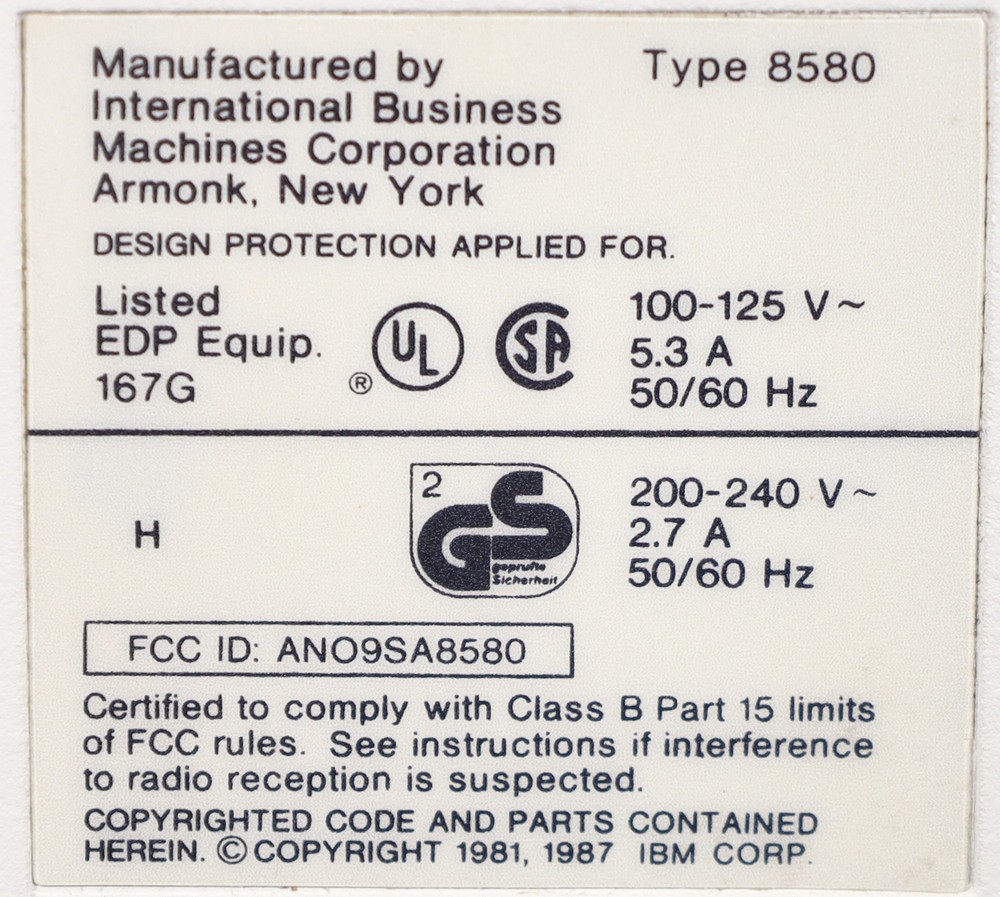 Manufactured by
International Business
Machines Corporation
Armonk, New York
Type 8580
DESIGN PROTECTION APPLIED FOR.
Listed
EDP Equip.
167G
® UL
SA
100-125 V~
5.3 A
50/60 Hz
H
2
GS
geprufte
Sicherheit
200-240 V~
2.7 A
50/60 Hz
FCC ID: ANO9SA8580
Certified to comply with Class B Part 15 limits
of FCC rules. See instructions if interference
to radio reception is suspected.
COPYRIGHTED CODE AND PARTS CONTAINED
HEREIN. © COPYRIGHT 1981, 1987 IBM CORP.